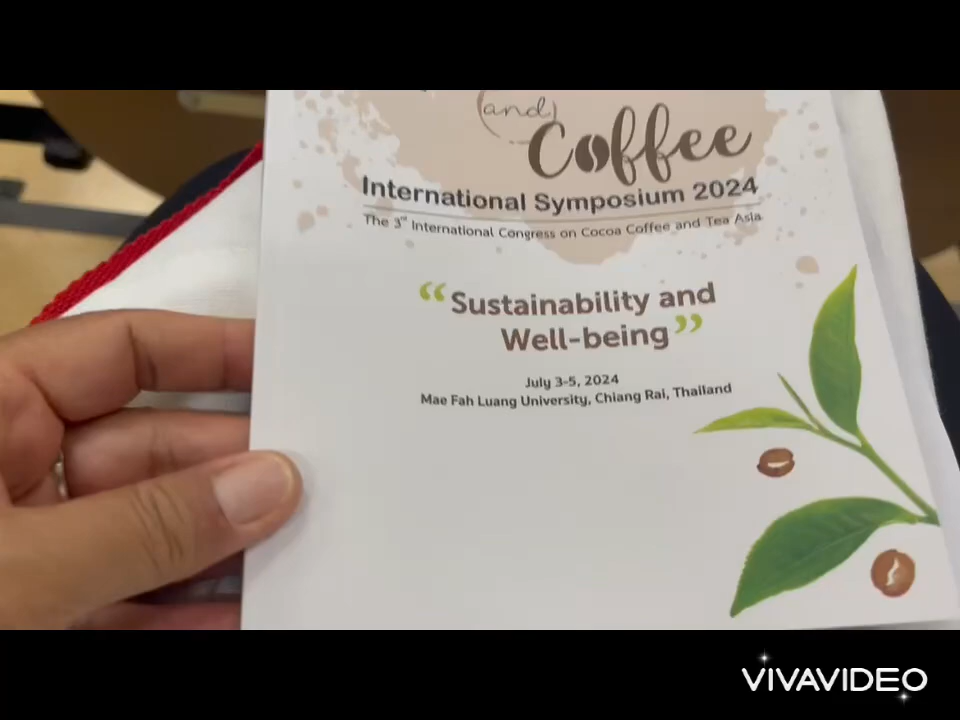 (and)
Coffee
International Symposium 2024
The 3rd International Congress on Cocoa Coffee and Tea Asia
“Sustainability and
Well-being”
July 3-5, 2024
Mae Fah Luang University, Chiang Rai, Thailand
VIVAVIDEO